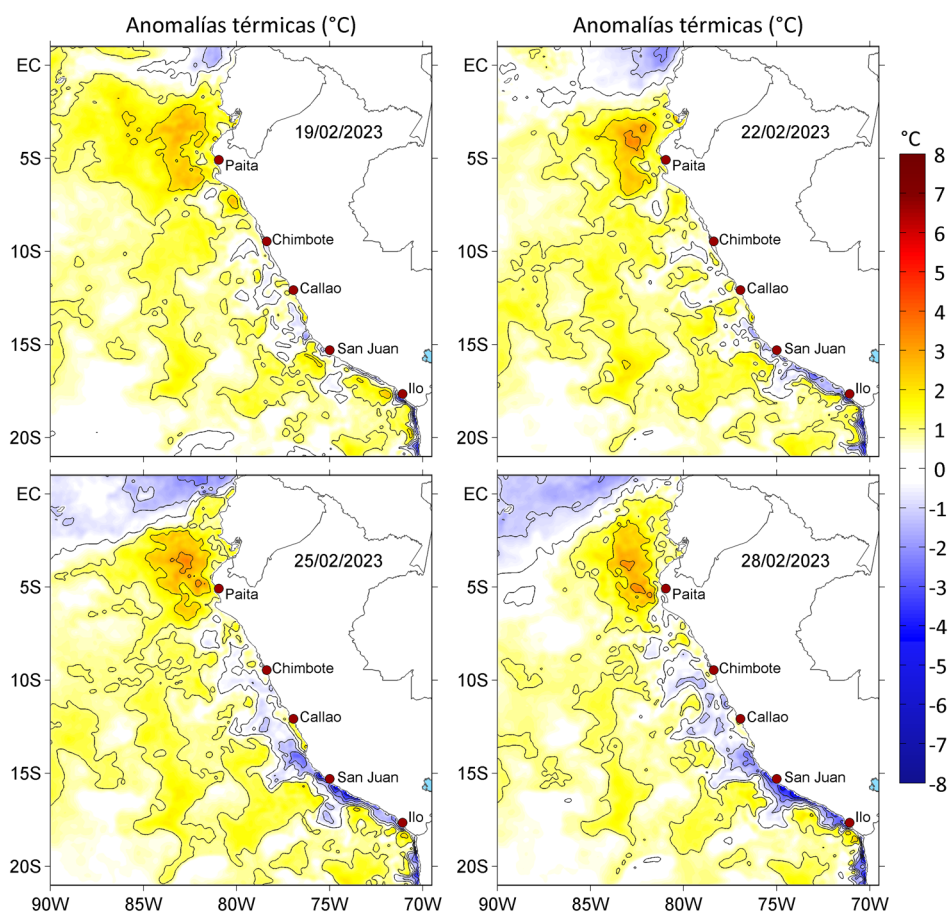 Anomalías térmicas (°C)
Anomalías térmicas (°C)
EC
5S
10S
15S
20S
19/02/2023
Paita
Chimbote
Callao
San Juan
Ilo
EC
5S
10S
15S
20S
22/02/2023
Paita
Chimbote
Callao
San Juan
Ilo
°C
8
7
6
5
4
3
2
1
0
-1
-2
-3
-4
-5
-6
-7
-8
EC
5S
10S
15S
20S
25/02/2023
Paita
Chimbote
Callao
San Juan
Ilo
90W
85W
80W
75W
70W
EC
5S
10S
15S
20S
28/02/2023
Paita
Chimbote
Callao
San Juan
Ilo
90W
85W
80W
75W
70W